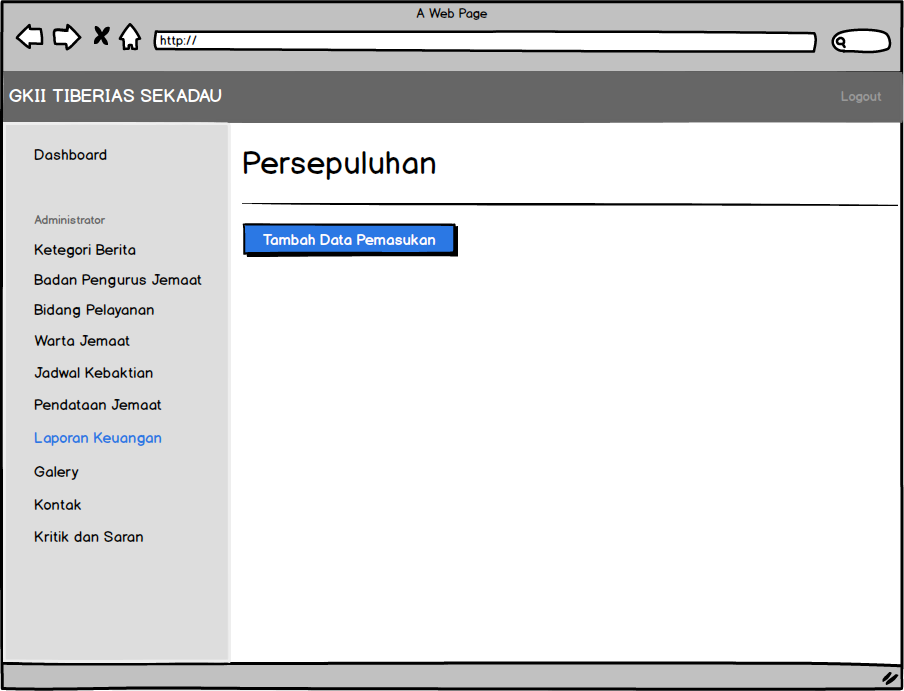 A Web Page
http://
GKII TIBERIAS SEKADAU
Logout
Dashboard
Administrator
Ketegori Berita
Badan Pengurus Jemaat
Bidang Pelayanan
Warta Jemaat
Jadwal Kebaktian
Pendataan Jemaat
Laporan Keuangan
Galery
Kontak
Kritik dan Saran
Persepuluhan
Tambah Data Pemasukan